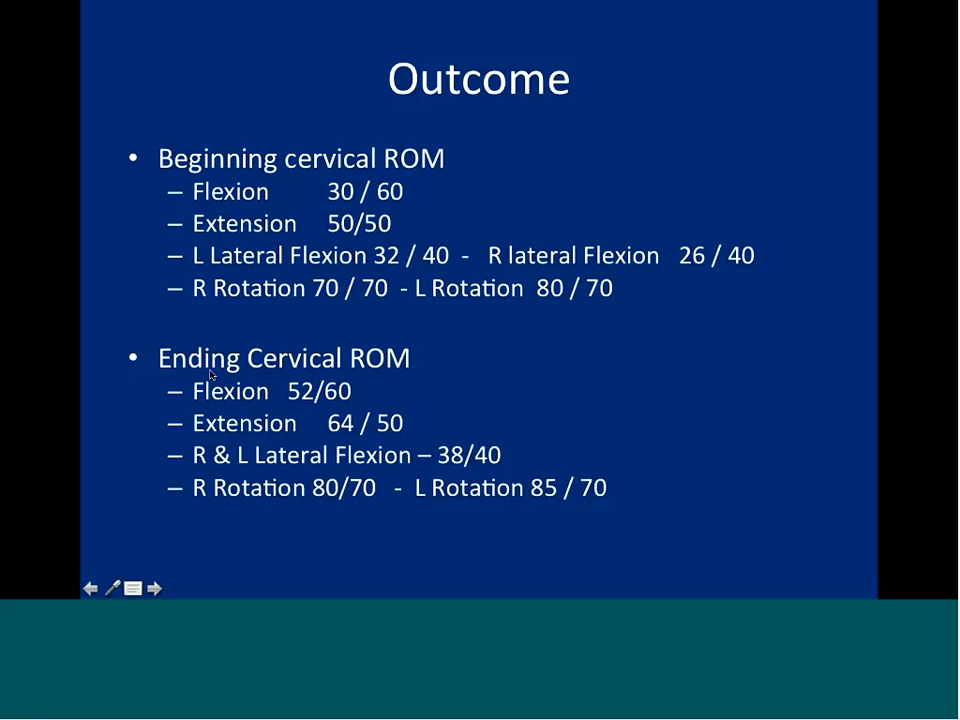 Outcome
• Beginning cervical ROM
– Flexion 30 / 60
– Extension 50/50
– L Lateral Flexion 32 / 40 - R lateral Flexion 26 / 40
– R Rotation 70 / 70 - L Rotation 80 / 70
• Ending Cervical ROM
– Flexion 52/60
– Extension 64 / 50
– R & L Lateral Flexion – 38/40
– R Rotation 80/70 - L Rotation 85 / 70